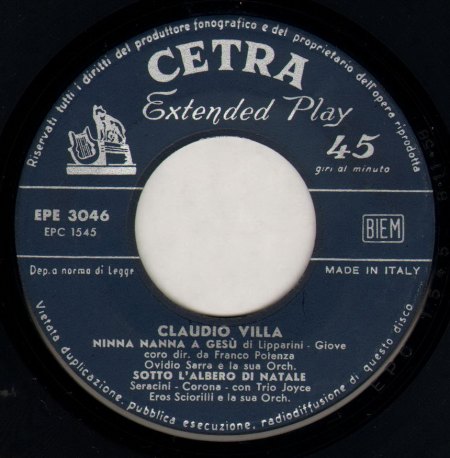 Riservati tutti i diritti del produttore fonografico e del proprietario dell'opera riprodotta
CETRA
Extended Play
45
giri al minuto
EPE 3046
EPC 1545
BIEM
Dep. a norma di Legge
MADE IN ITALY
CLAUDIO VILLA
NINNA NANNA A GESÙ di Lipparini - Giove
coro dir. da Franco Potenza
Ovidio Sarra e la sua Orch.
SOTTO L'ALBERO DI NATALE
Seracini - Corona - con Trio Joyce
Eros Sciorilli e la sua Orch.
Vietata duplicazione, pubblica esecuzione, radiodiffusione di questo disco